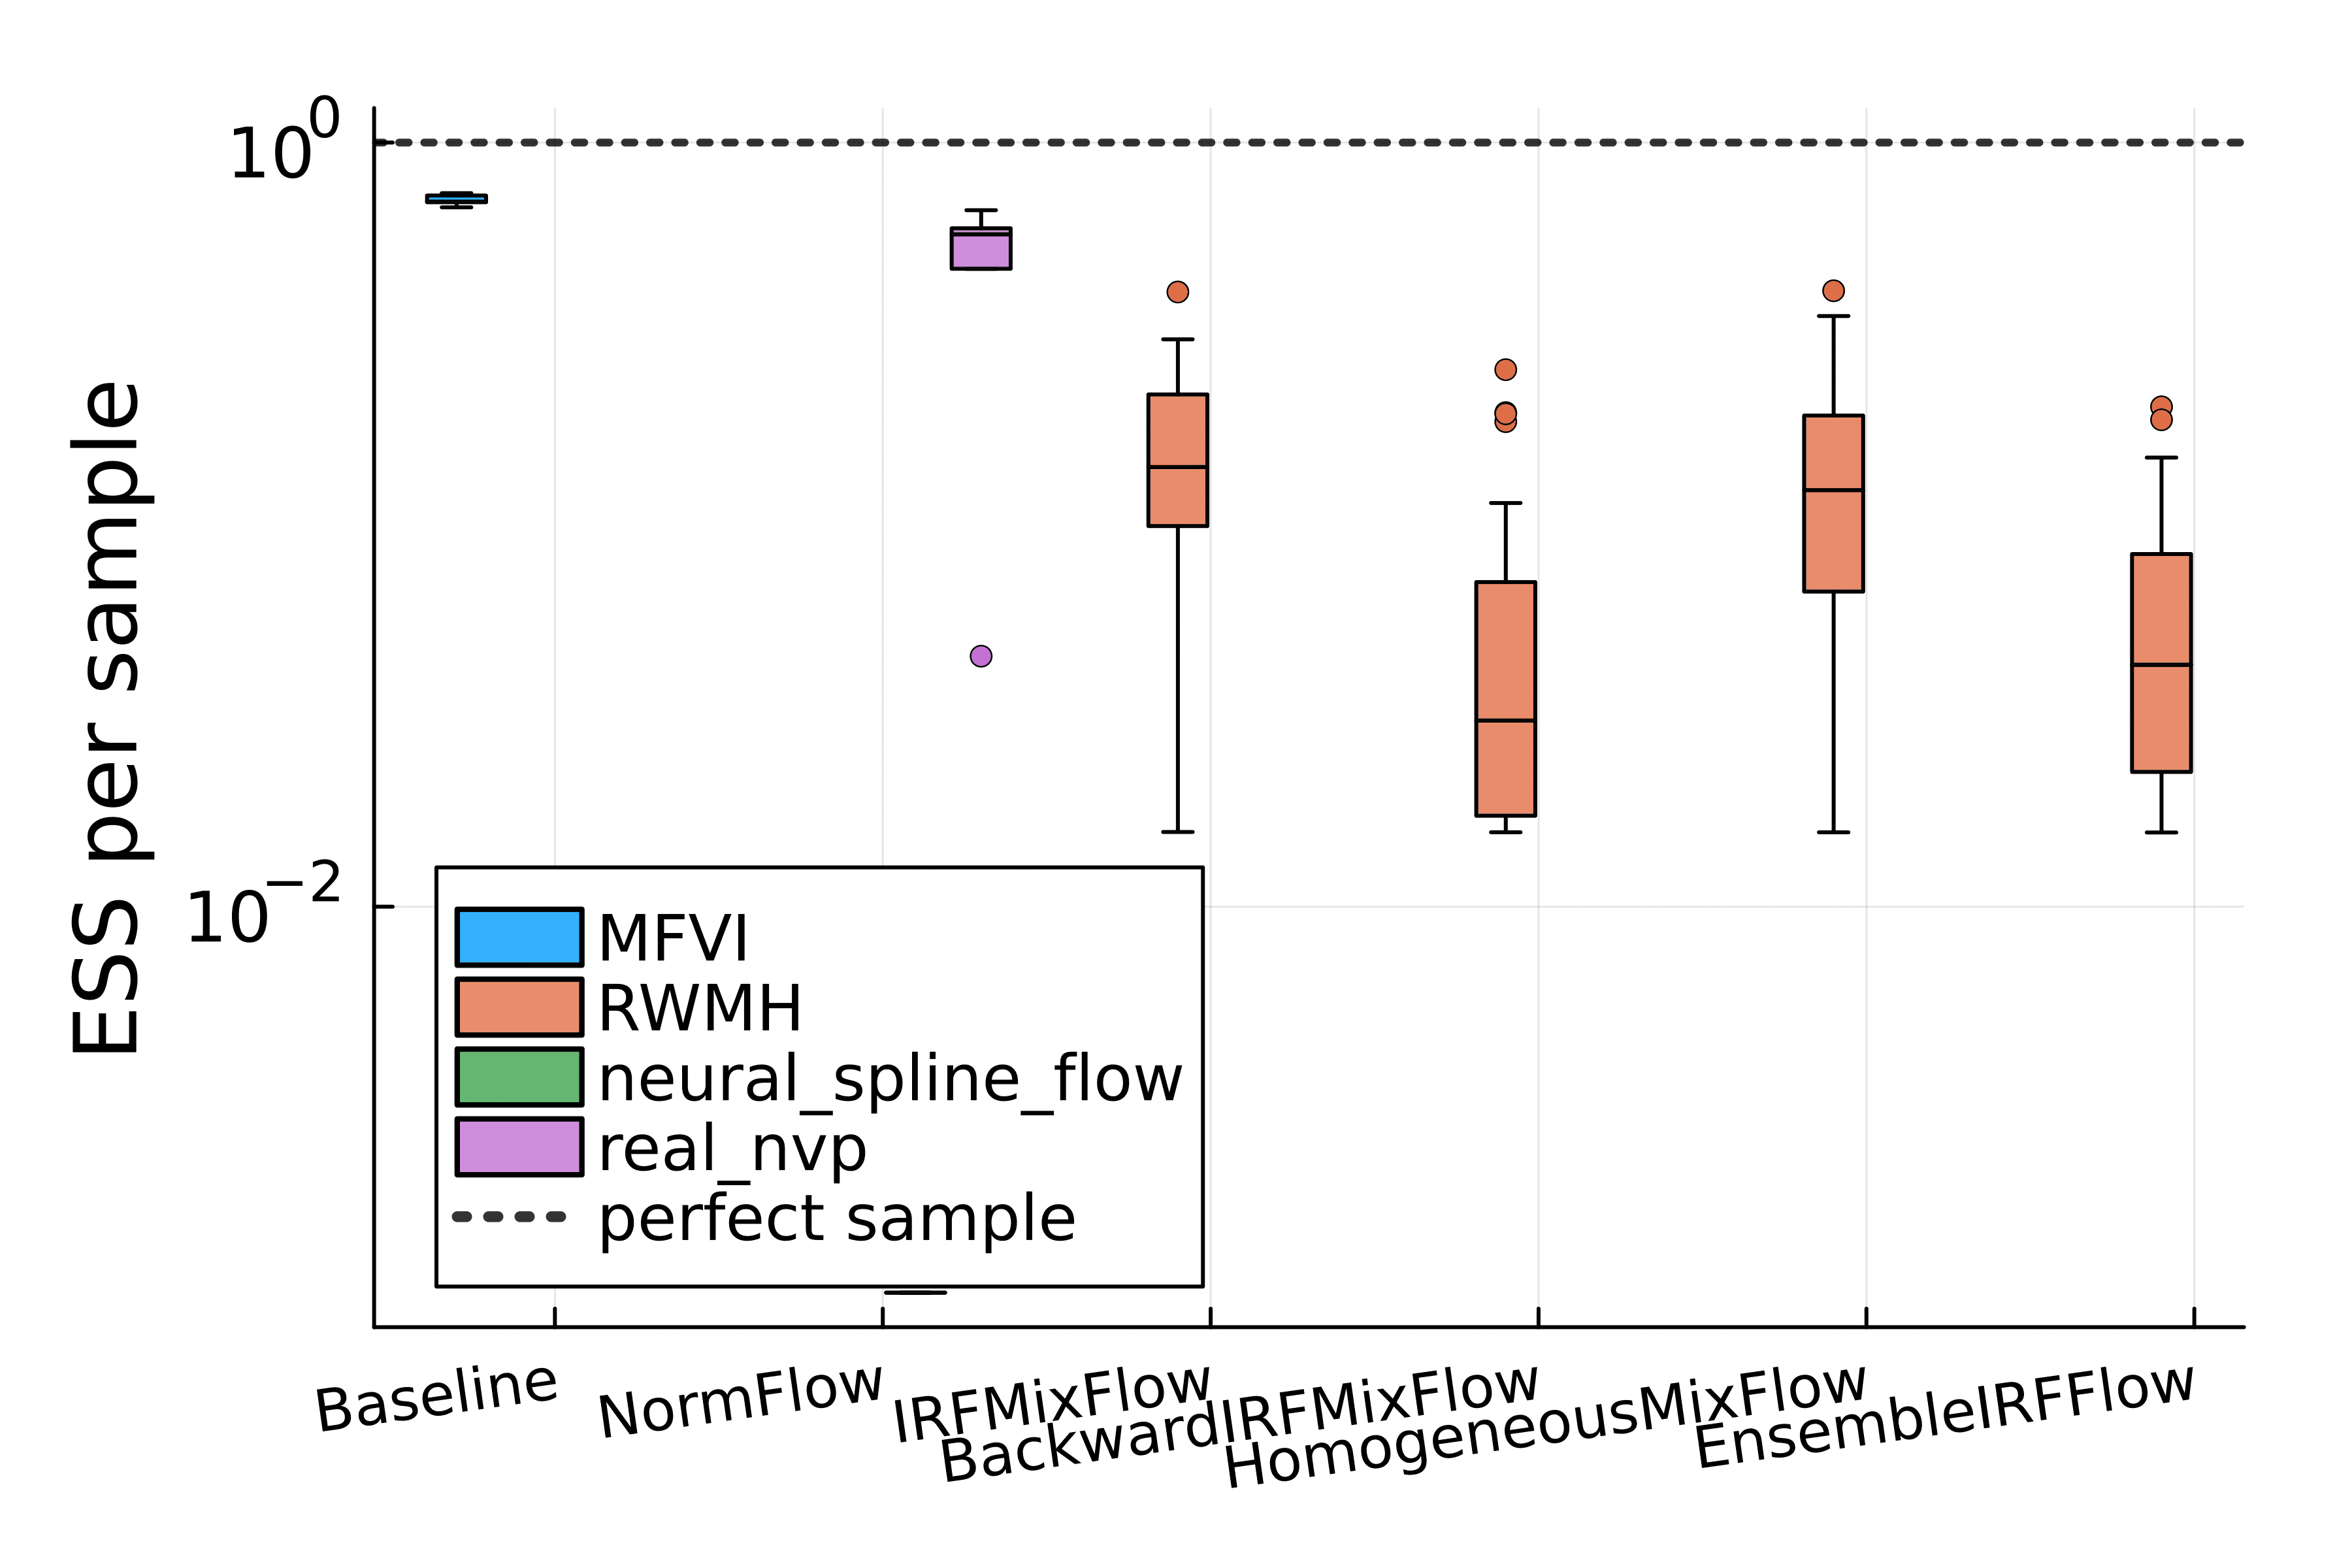 10^0
ESS per sample
10^−2
MFVI
RWMH
neural_spline_flow
real_nvp
perfect sample
Baseline
NormFlow
IRFMixFlow
BackwardIRFMixFlow
HomogeneousMixFlow
EnsembleIRFFlow